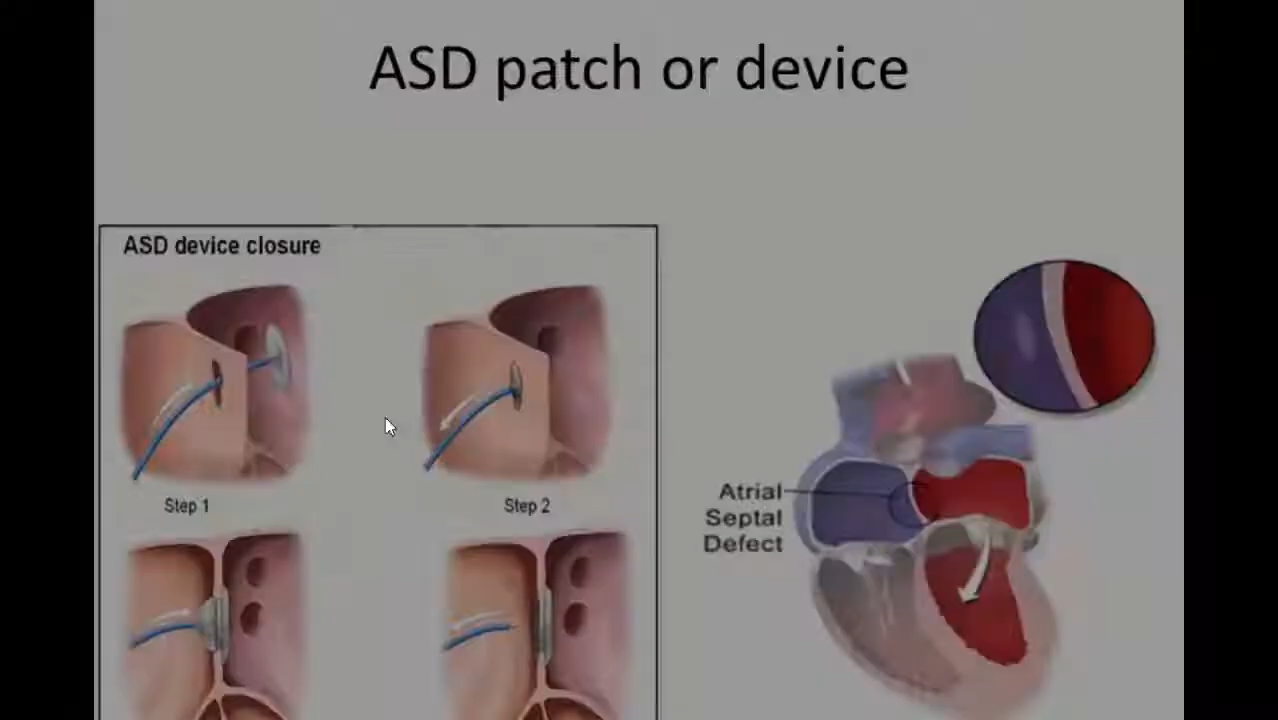 ASD patch or device
ASD device closure
Step 1
Step 2
Atrial
Septal
Defect